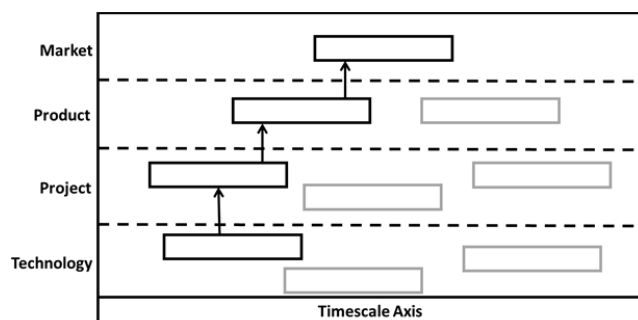 Market
Product
Project
Technology
Timescale Axis